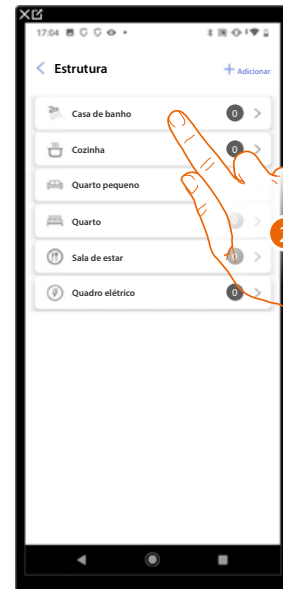 17:04
Estrutura
+ Adicionar
Casa de banho 0
Cozinha 0
Quarto pequeno
Quarto
Sala de estar
Quadro elétrico 0
2